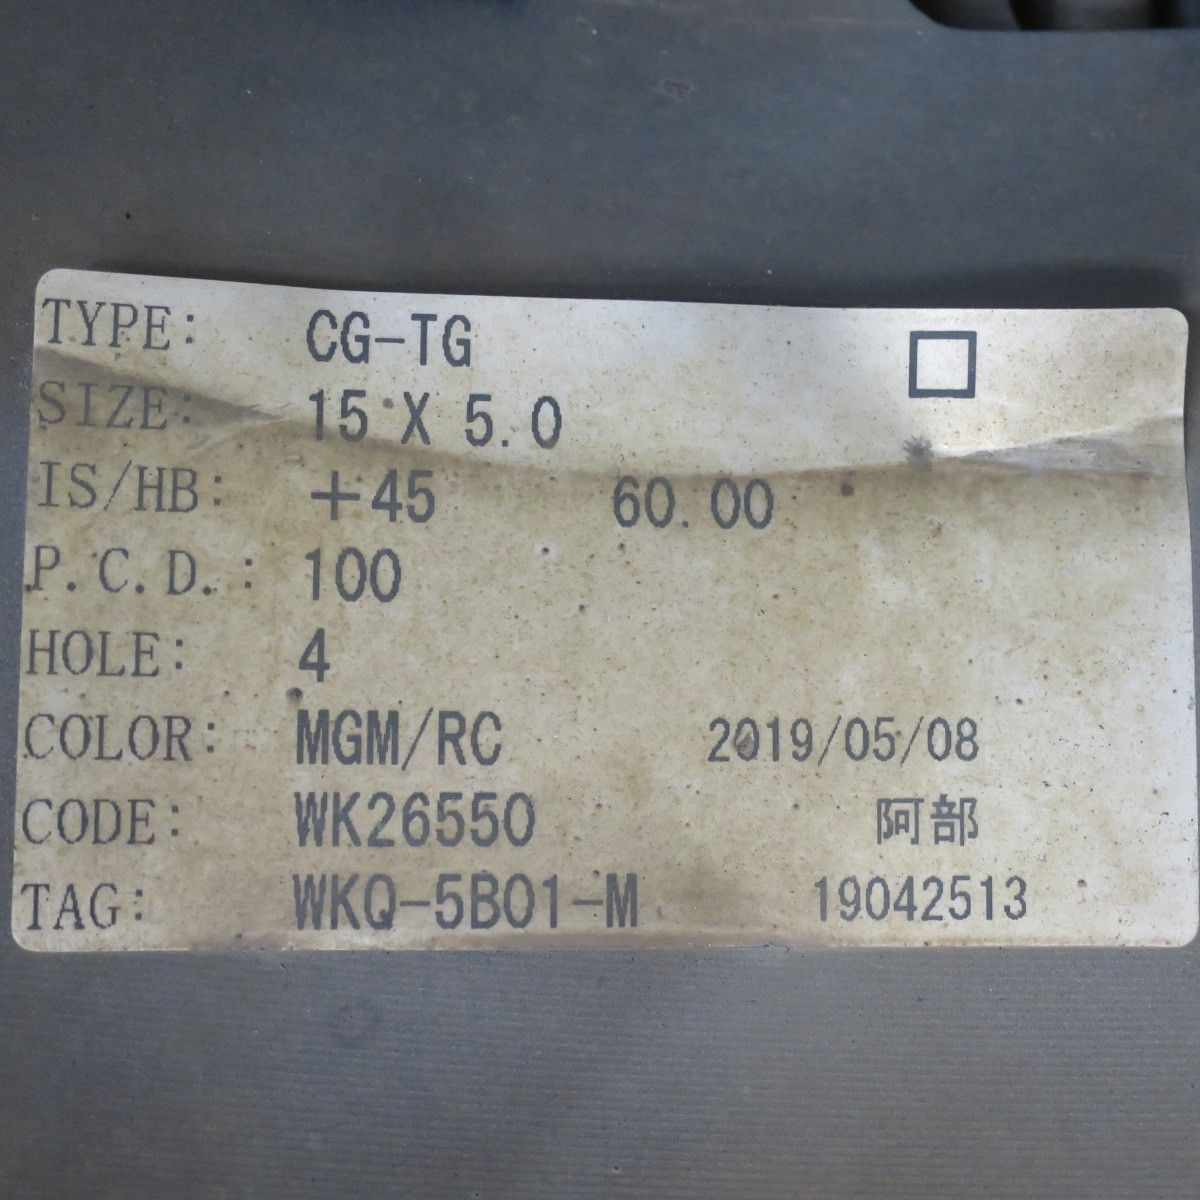 TYPE: CG-TG □
SIZE: 15 X 5.0
IS/HB: +45 60.00
P.C.D.: 100
HOLE: 4
COLOR: MGM/RC 2019/05/08
CODE: WK26550 阿部
TAG: WKQ-5B01-M 19042513